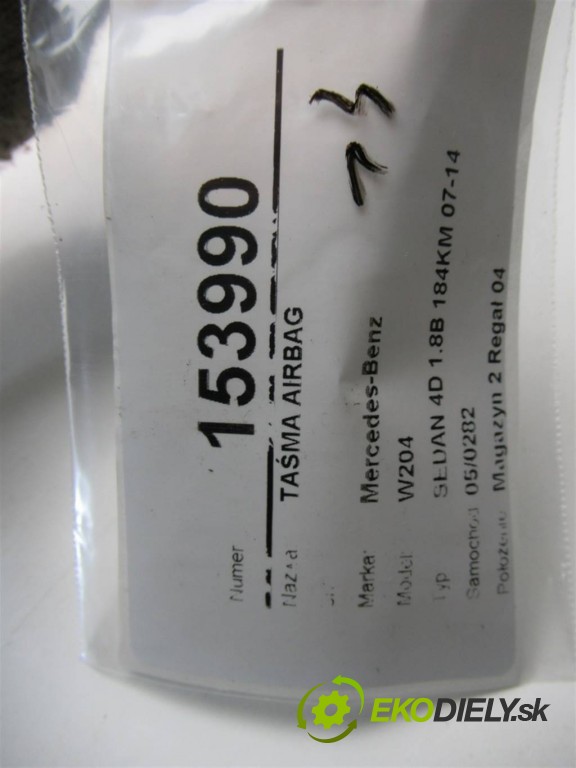 Numer 153990
Nazwa TAŚMA AIRBAG
13
Marka: Mercedes-Benz
Model: W204
Typ SEDAN 4D 1.8B 184KM 07-14
Samochód 05/0282
Położenie Magazyn 2 Regał 04
EKODIELY.sk